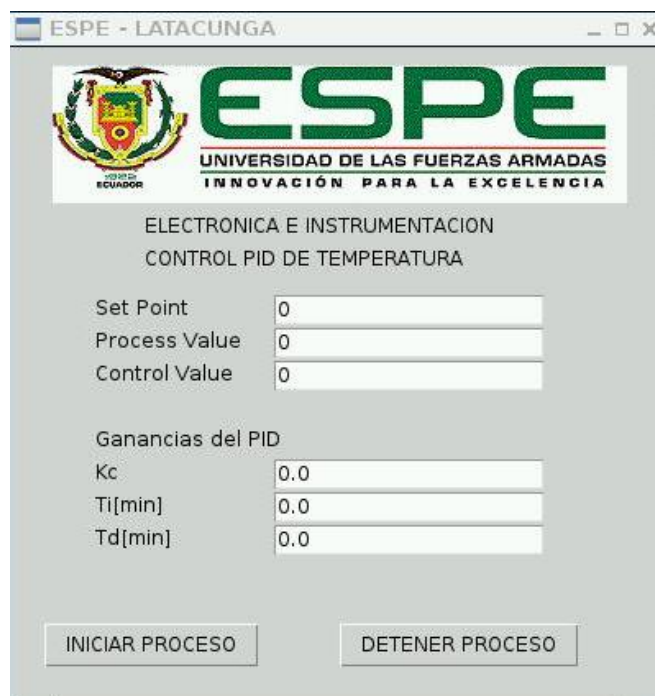 ESPE - LATACUNGA
ESPE
UNIVERSIDAD DE LAS FUERZAS ARMADAS
INNOVACIÓN PARA LA EXCELENCIA
1922
ECUADOR
ELECTRONICA E INSTRUMENTACION
CONTROL PID DE TEMPERATURA
Set Point 0
Process Value 0
Control Value 0
Ganancias del PID
Kc 0.0
Ti[min] 0.0
Td[min] 0.0
INICIAR PROCESO DETENER PROCESO